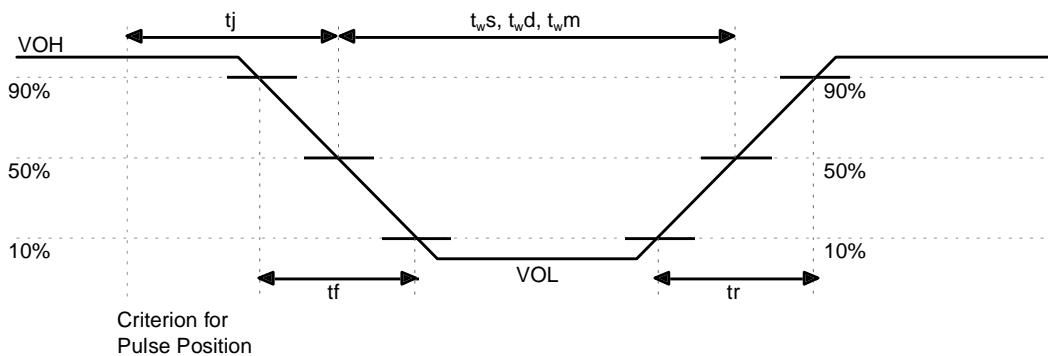 tj
t_ws, t_wd, t_wm
VOH
90%
90%
50%
50%
10%
10%
VOL
tf
tr
Criterion for
Pulse Position